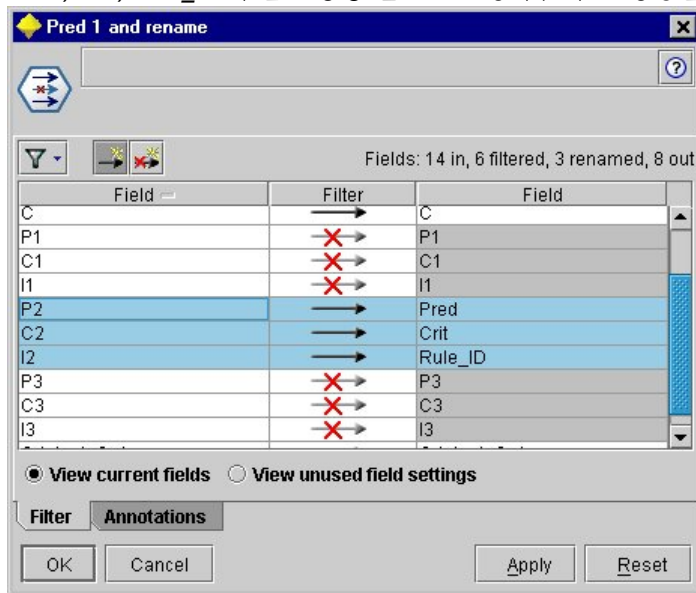 Pred 1 and rename
Fields: 14 in, 6 filtered, 3 renamed, 8 out
Field Filter Field
C C
P1 P1
C1 C1
I1 I1
P2 Pred
C2 Crit
I2 Rule_ID
P3 P3
C3 C3
I3 I3
View current fields View unused field settings
Filter Annotations
OK Cancel Apply Reset